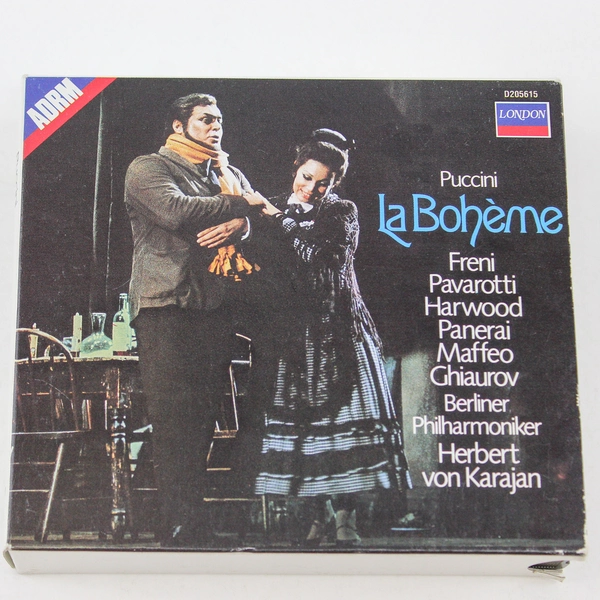 ADRM
D205615
LONDON
Puccini
La Bohème
Freni
Pavarotti
Harwood
Panerai
Maffeo
Ghiaurov
Berliner
Philharmoniker
Herbert
von Karajan